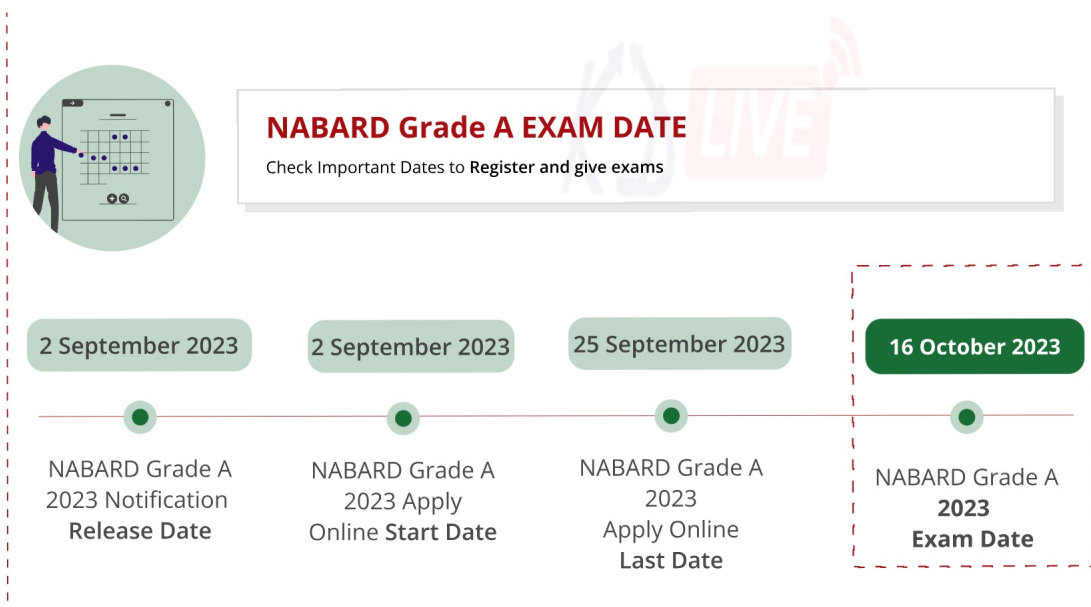 LIVE
NABARD Grade A EXAM DATE
Check Important Dates to Register and give exams
2 September 2023
2 September 2023
25 September 2023
16 October 2023
NABARD Grade A
2023 Notification
Release Date
NABARD Grade A
2023 Apply
Online Start Date
NABARD Grade A
2023
Apply Online
Last Date
NABARD Grade A
2023
Exam Date